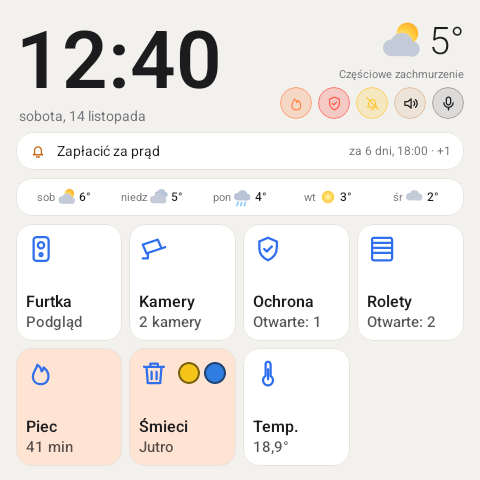 12:40
5°
Częściowe zachmurzenie
sobota, 14 listopada
Zapłacić za prąd
za 6 dni, 18:00 · +1
sob 6° niedz 5° pon 4° wt 3° śr 2°
Furtka
Podgląd
Kamery
2 kamery
Ochrona
Otwarte: 1
Rolety
Otwarte: 2
Piec
41 min
Śmieci
Jutro
Temp.
18,9°